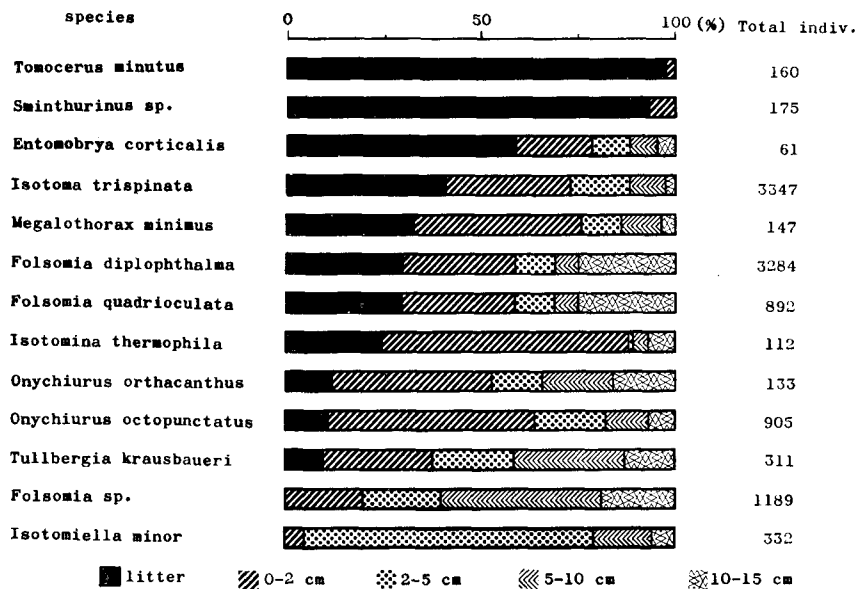 species 0 50 100 (%) Total indiv.
Tomocerus minutus 160
Sminthurinus sp. 175
Entomobrya corticalis 61
Isotoma trispinata 3347
Megalothorax minimus 147
Folsomia diplophthalma 3284
Folsomia quadrioculata 892
Isotomina thermophila 112
Onychiurus orthacanthus 133
Onychiurus octopunctatus 905
Tullbergia krausbaueri 311
Folsomia sp. 1189
Isotomiella minor 332
litter 0-2 cm 2~5 cm 5-10 cm 10-15 cm